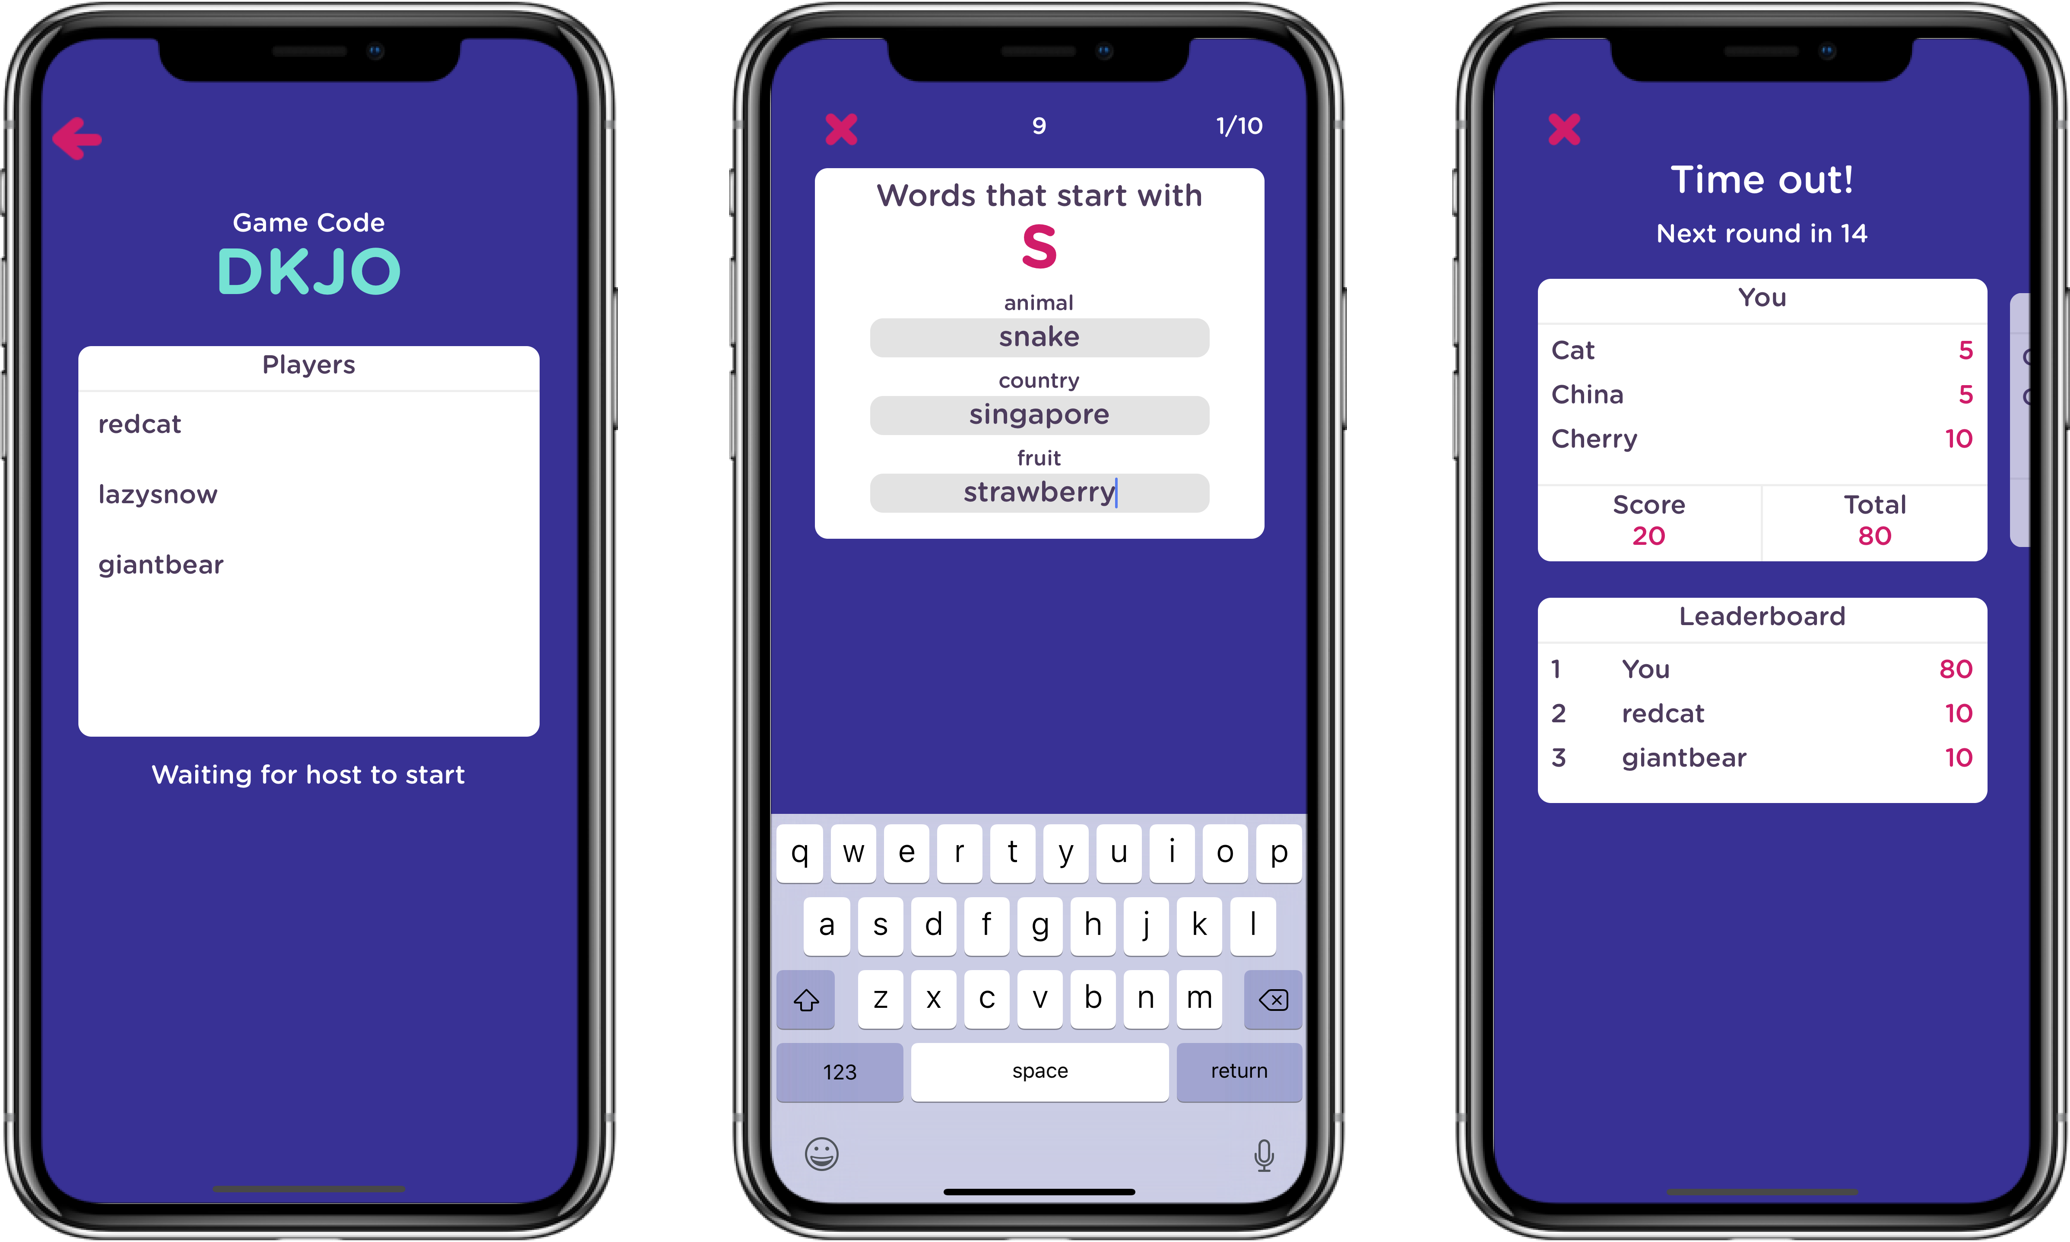 Game Code
DKJO
Players
redcat
lazysnow
giantbear
Waiting for host to start
9 1/10
Words that start with
S
animal
snake
country
singapore
fruit
strawberry
q w e r t y u i o p
a s d f g h j k l
z x c v b n m
123 space return
Time out!
Next round in 14
You
Cat 5
China 5
Cherry 10
Score Total
20 80
Leaderboard
1 You 80
2 redcat 10
3 giantbear 10